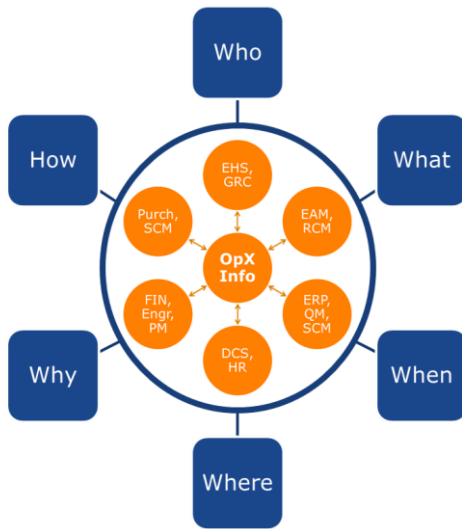 Who
How
What
EHS,
GRC
Purch,
SCM
EAM,
RCM
OpX
Info
FIN,
Engr,
PM
ERP,
QM,
SCM
DCS,
HR
Why
When
Where